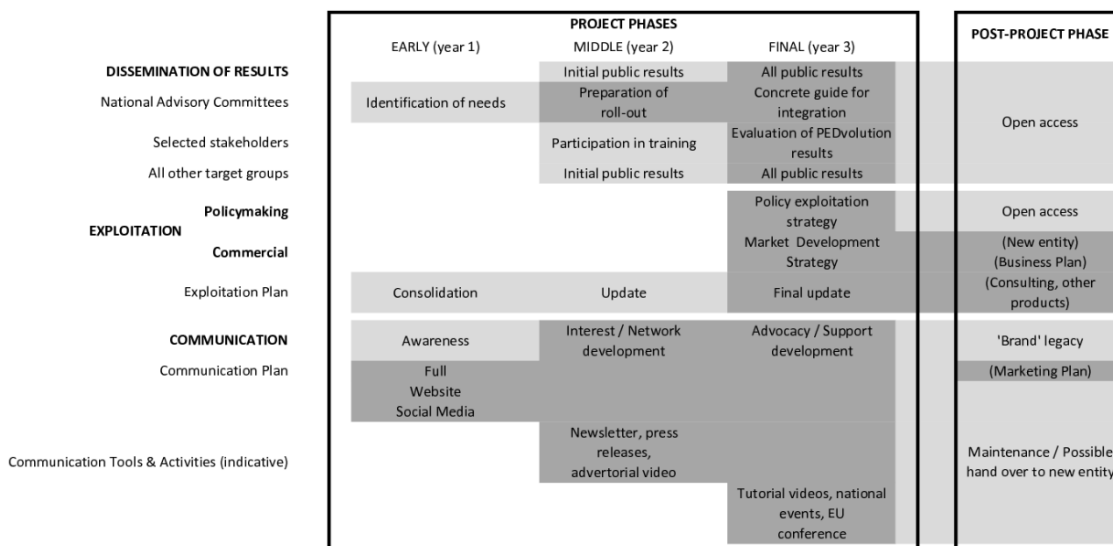 PROJECT PHASES
POST-PROJECT PHASE
EARLY (year 1)
MIDDLE (year 2)
FINAL (year 3)
DISSEMINATION OF RESULTS
Initial public results
All public results
National Advisory Committees
Identification of needs
Preparation of
roll-out
Concrete guide for
integration
Open access
Selected stakeholders
Participation in training
Evaluation of PEDvolution
results
All other target groups
Initial public results
All public results
EXPLOITATION
Policymaking
Policy exploitation
strategy
Open access
Commercial
Market Development
Strategy
(New entity)
(Business Plan)
Exploitation Plan
Consolidation
Update
Final update
(Consulting, other
products)
COMMUNICATION
Awareness
Interest / Network
development
Advocacy / Support
development
'Brand' legacy
Communication Plan
Full
Website
Social Media
(Marketing Plan)
Communication Tools & Activities (indicative)
Newsletter, press
releases,
advertorial video
Tutorial videos, national
events, EU
conference
Maintenance / Possible
hand over to new entity